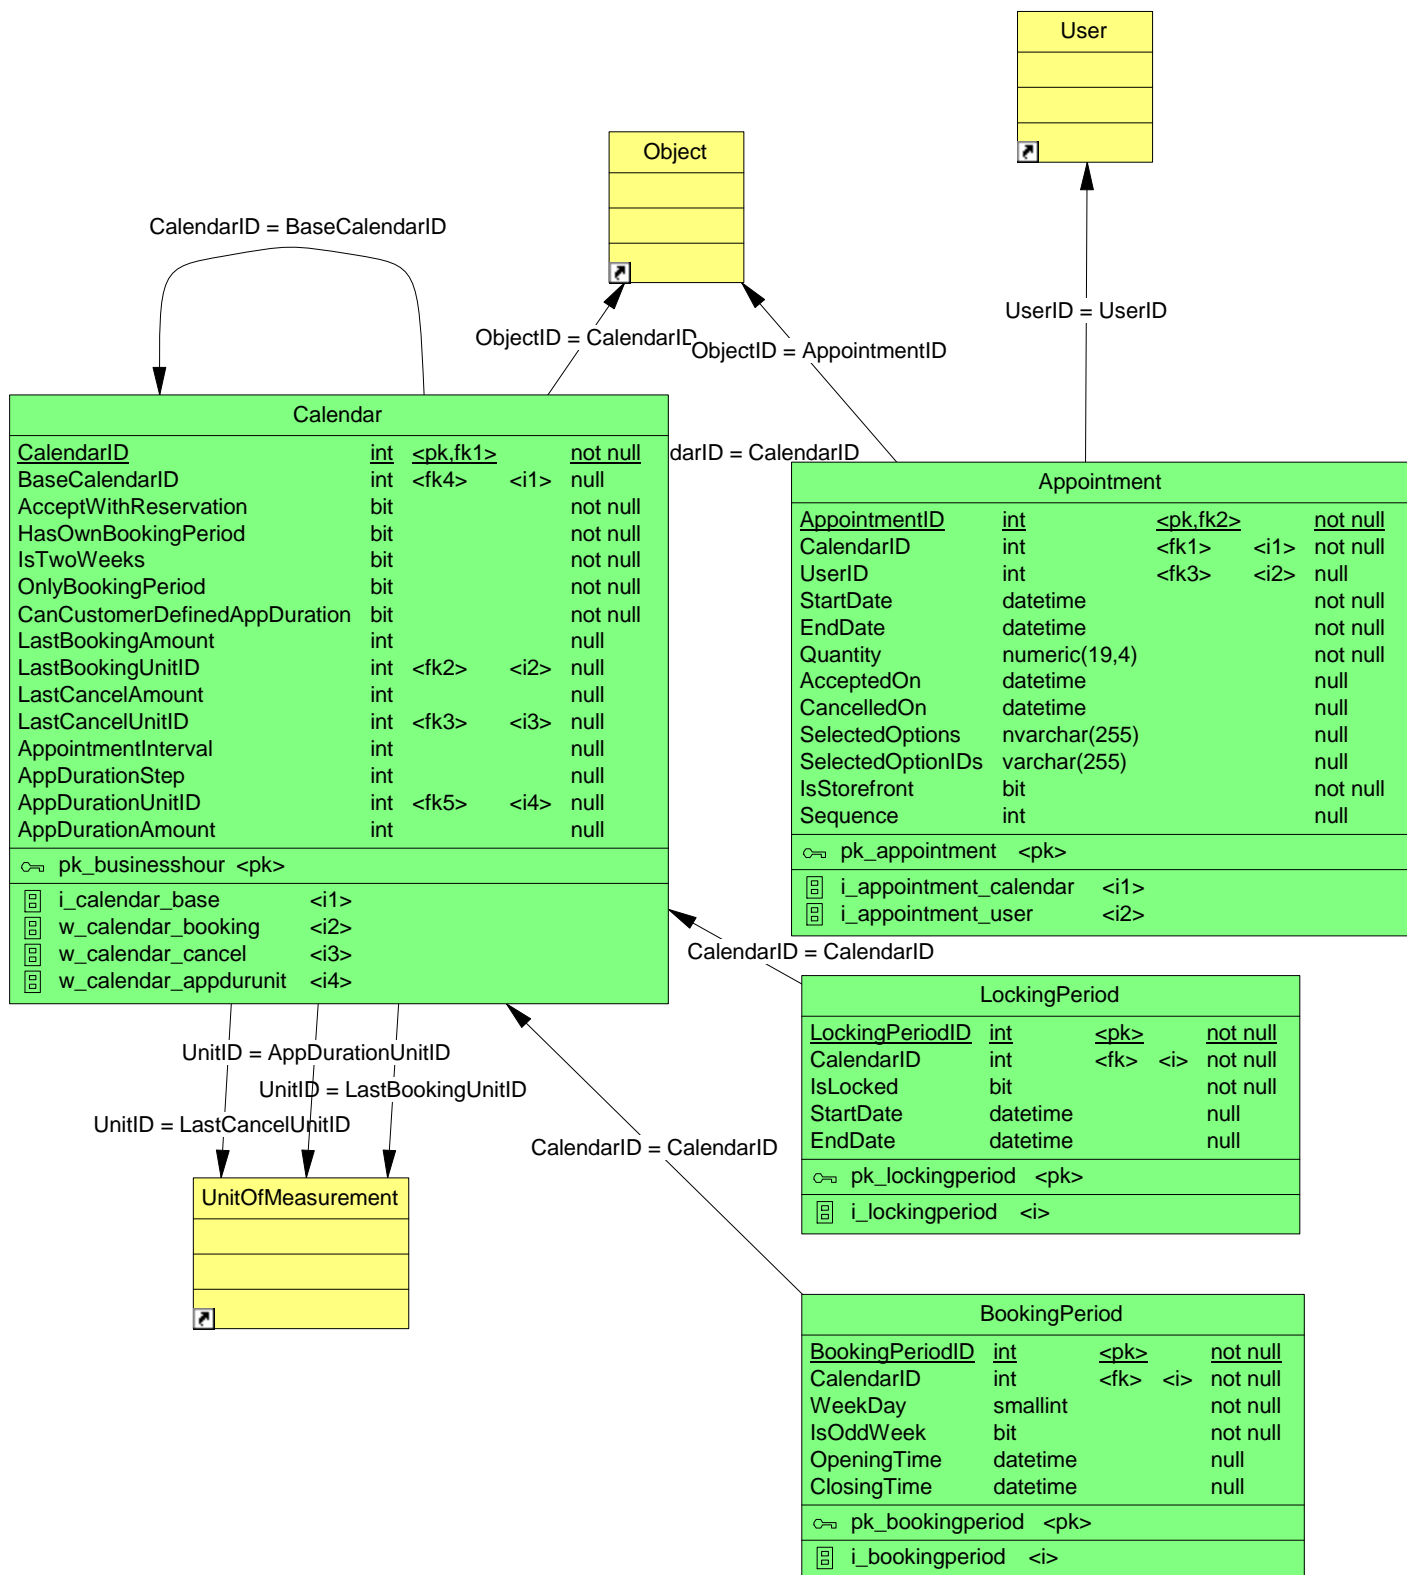 User
Object
CalendarID = BaseCalendarID
UserID = UserID
ObjectID = CalendarID
ObjectID = AppointmentID
Calendar
CalendarID int <pk,fk1> not null
BaseCalendarID int <fk4> <i1> null
AcceptWithReservation bit not null
HasOwnBookingPeriod bit not null
IsTwoWeeks bit not null
OnlyBookingPeriod bit not null
CanCustomerDefinedAppDuration bit not null
LastBookingAmount int null
LastBookingUnitID int <fk2> <i2> null
LastCancelAmount int null
LastCancelUnitID int <fk3> <i3> null
AppointmentInterval int null
AppDurationStep int null
AppDurationUnitID int <fk5> <i4> null
AppDurationAmount int null
pk_businesshour <pk>
i_calendar_base <i1>
w_calendar_booking <i2>
w_calendar_cancel <i3>
w_calendar_appdurunit <i4>
darID = CalendarID
Appointment
AppointmentID int <pk,fk2> not null
CalendarID int <fk1> <i1> not null
UserID int <fk3> <i2> null
StartDate datetime not null
EndDate datetime not null
Quantity numeric(19,4) not null
AcceptedOn datetime null
CancelledOn datetime null
SelectedOptions nvarchar(255) null
SelectedOptionIDs varchar(255) null
IsStorefront bit not null
Sequence int null
pk_appointment <pk>
i_appointment_calendar <i1>
i_appointment_user <i2>
CalendarID = CalendarID
LockingPeriod
LockingPeriodID int <pk> not null
CalendarID int <fk> <i> not null
IsLocked bit not null
StartDate datetime null
EndDate datetime null
pk_lockingperiod <pk>
i_lockingperiod <i>
UnitID = AppDurationUnitID
UnitID = LastBookingUnitID
UnitID = LastCancelUnitID
CalendarID = CalendarID
UnitOfMeasurement
BookingPeriod
BookingPeriodID int <pk> not null
CalendarID int <fk> <i> not null
WeekDay smallint not null
IsOddWeek bit not null
OpeningTime datetime null
ClosingTime datetime null
pk_bookingperiod <pk>
i_bookingperiod <i>